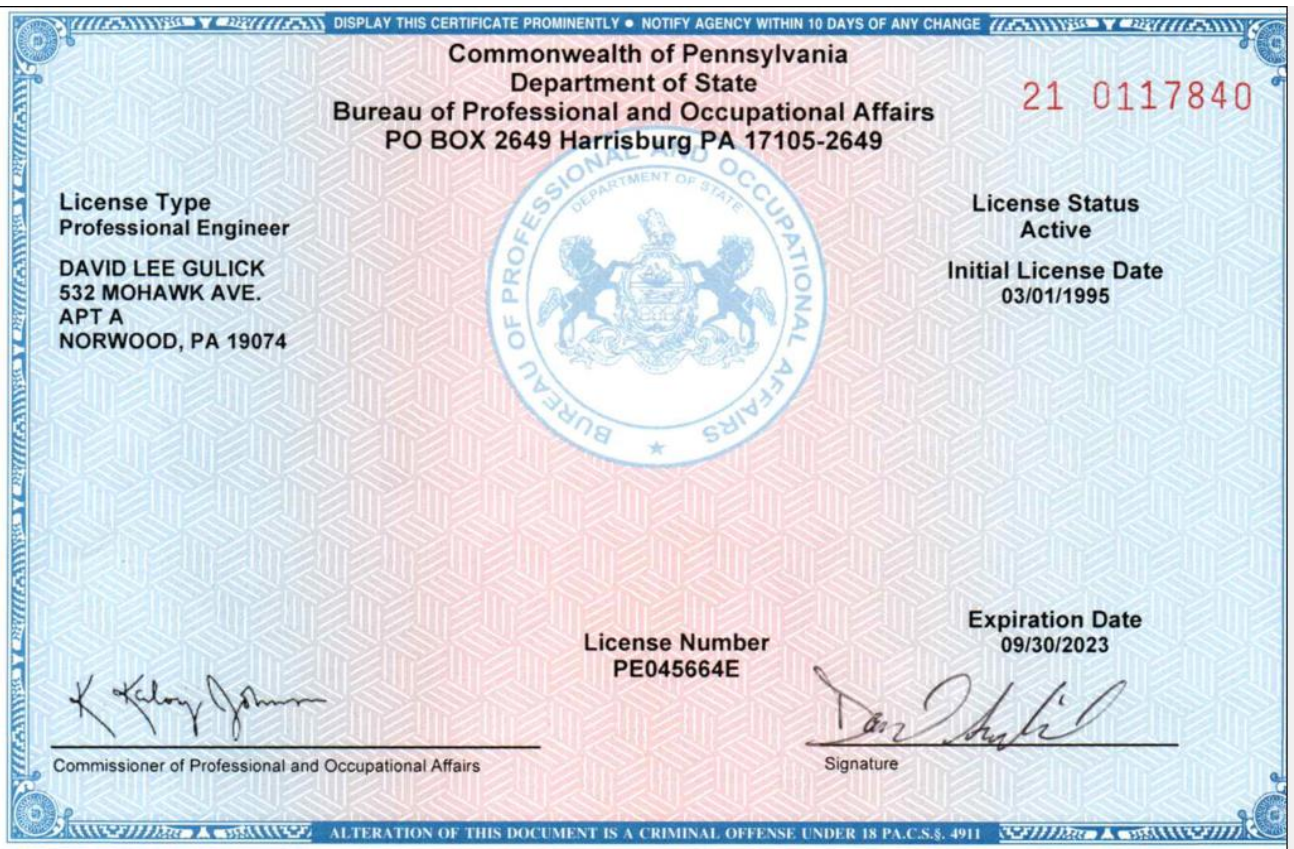 DISPLAY THIS CERTIFICATE PROMINENTLY ● NOTIFY AGENCY WITHIN 10 DAYS OF ANY CHANGE
Commonwealth of Pennsylvania
Department of State
Bureau of Professional and Occupational Affairs
PO BOX 2649 Harrisburg PA 17105-2649
21 0117840
BUREAU OF PROFESSIONAL AND OCCUPATIONAL AFFAIRS
DEPARTMENT OF STATE
License Type
Professional Engineer
DAVID LEE GULICK
532 MOHAWK AVE.
APT A
NORWOOD, PA 19074
License Status
Active
Initial License Date
03/01/1995
License Number
PE045664E
Expiration Date
09/30/2023
Commissioner of Professional and Occupational Affairs
Signature
ALTERATION OF THIS DOCUMENT IS A CRIMINAL OFFENSE UNDER 18 PA.C.S.§. 4911